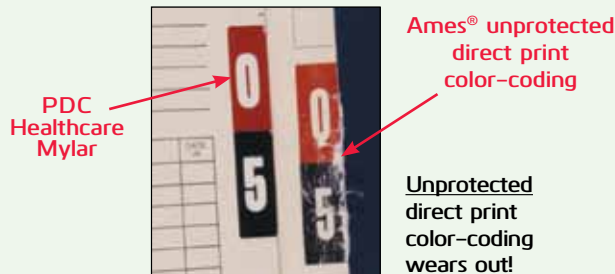 PDC
Healthcare
Mylar
0
5
DATE
0
5
Ames® unprotected
direct print
color-coding
Unprotected
direct print
color-coding
wears out!